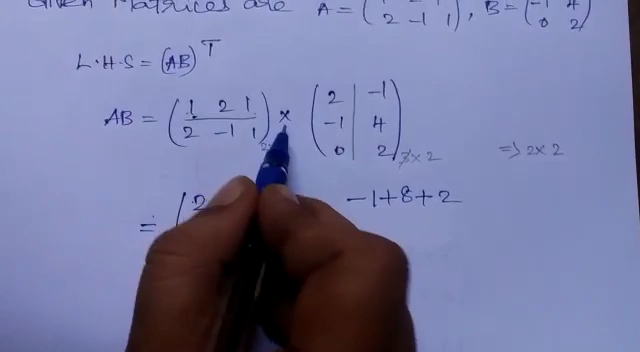 Given Matrices are A = ( 2 -1 1 ), B = ( -1 4 0 2 )
L.H.S = (AB)^T
AB = ( 1 2 1 2 -1 1 ) × ( 2 -1 -1 4 0 2 ) 3×2 ⇒ 2×2
= ( 2 -1+8+2